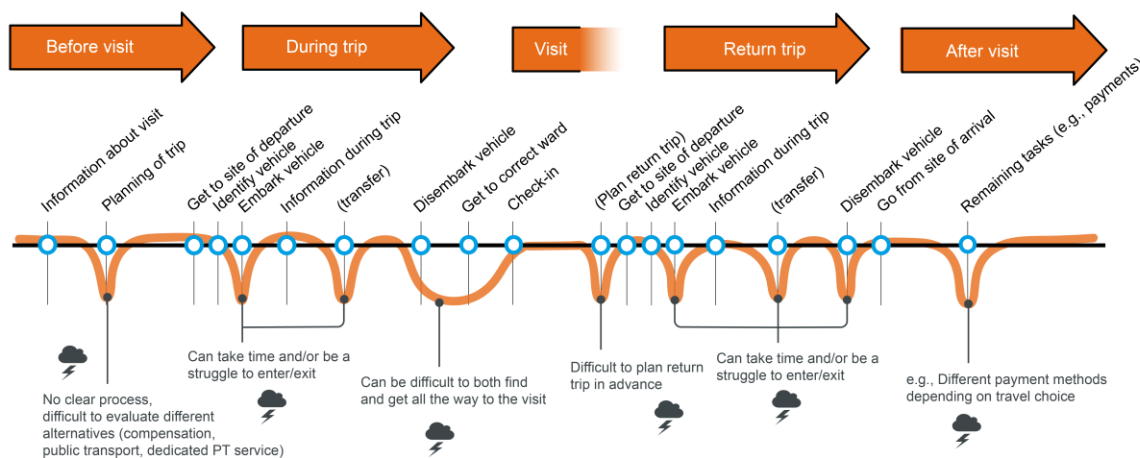 Before visit
During trip
Visit
Return trip
After visit
Information about visit
Planning of trip
Get to site of departure
Identify vehicle
Embark vehicle
Information during trip
(transfer)
Disembark vehicle
Get to correct ward
Check-in
(Plan return trip)
Get to site of departure
Identify vehicle
Embark vehicle
Information during trip
(transfer)
Disembark vehicle
Go from site of arrival
Remaining tasks (e.g., payments)
No clear process,
difficult to evaluate different
alternatives (compensation,
public transport, dedicated PT service)
Can take time and/or be a
struggle to enter/exit
Can be difficult to both find
and get all the way to the visit
Difficult to plan return
trip in advance
Can take time and/or be a
struggle to enter/exit
e.g., Different payment methods
depending on travel choice